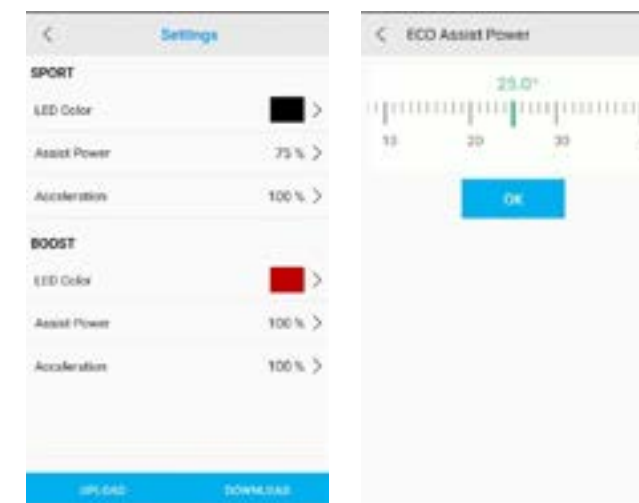 Settings
SPORT
LED Color
Assist Power 75 %
Acceleration 100 %
BOOST
LED Color
Assist Power 100 %
Acceleration 100 %
UPLOAD DOWNLOAD
ECO Assist Power
25.0°
10 20 30
OK